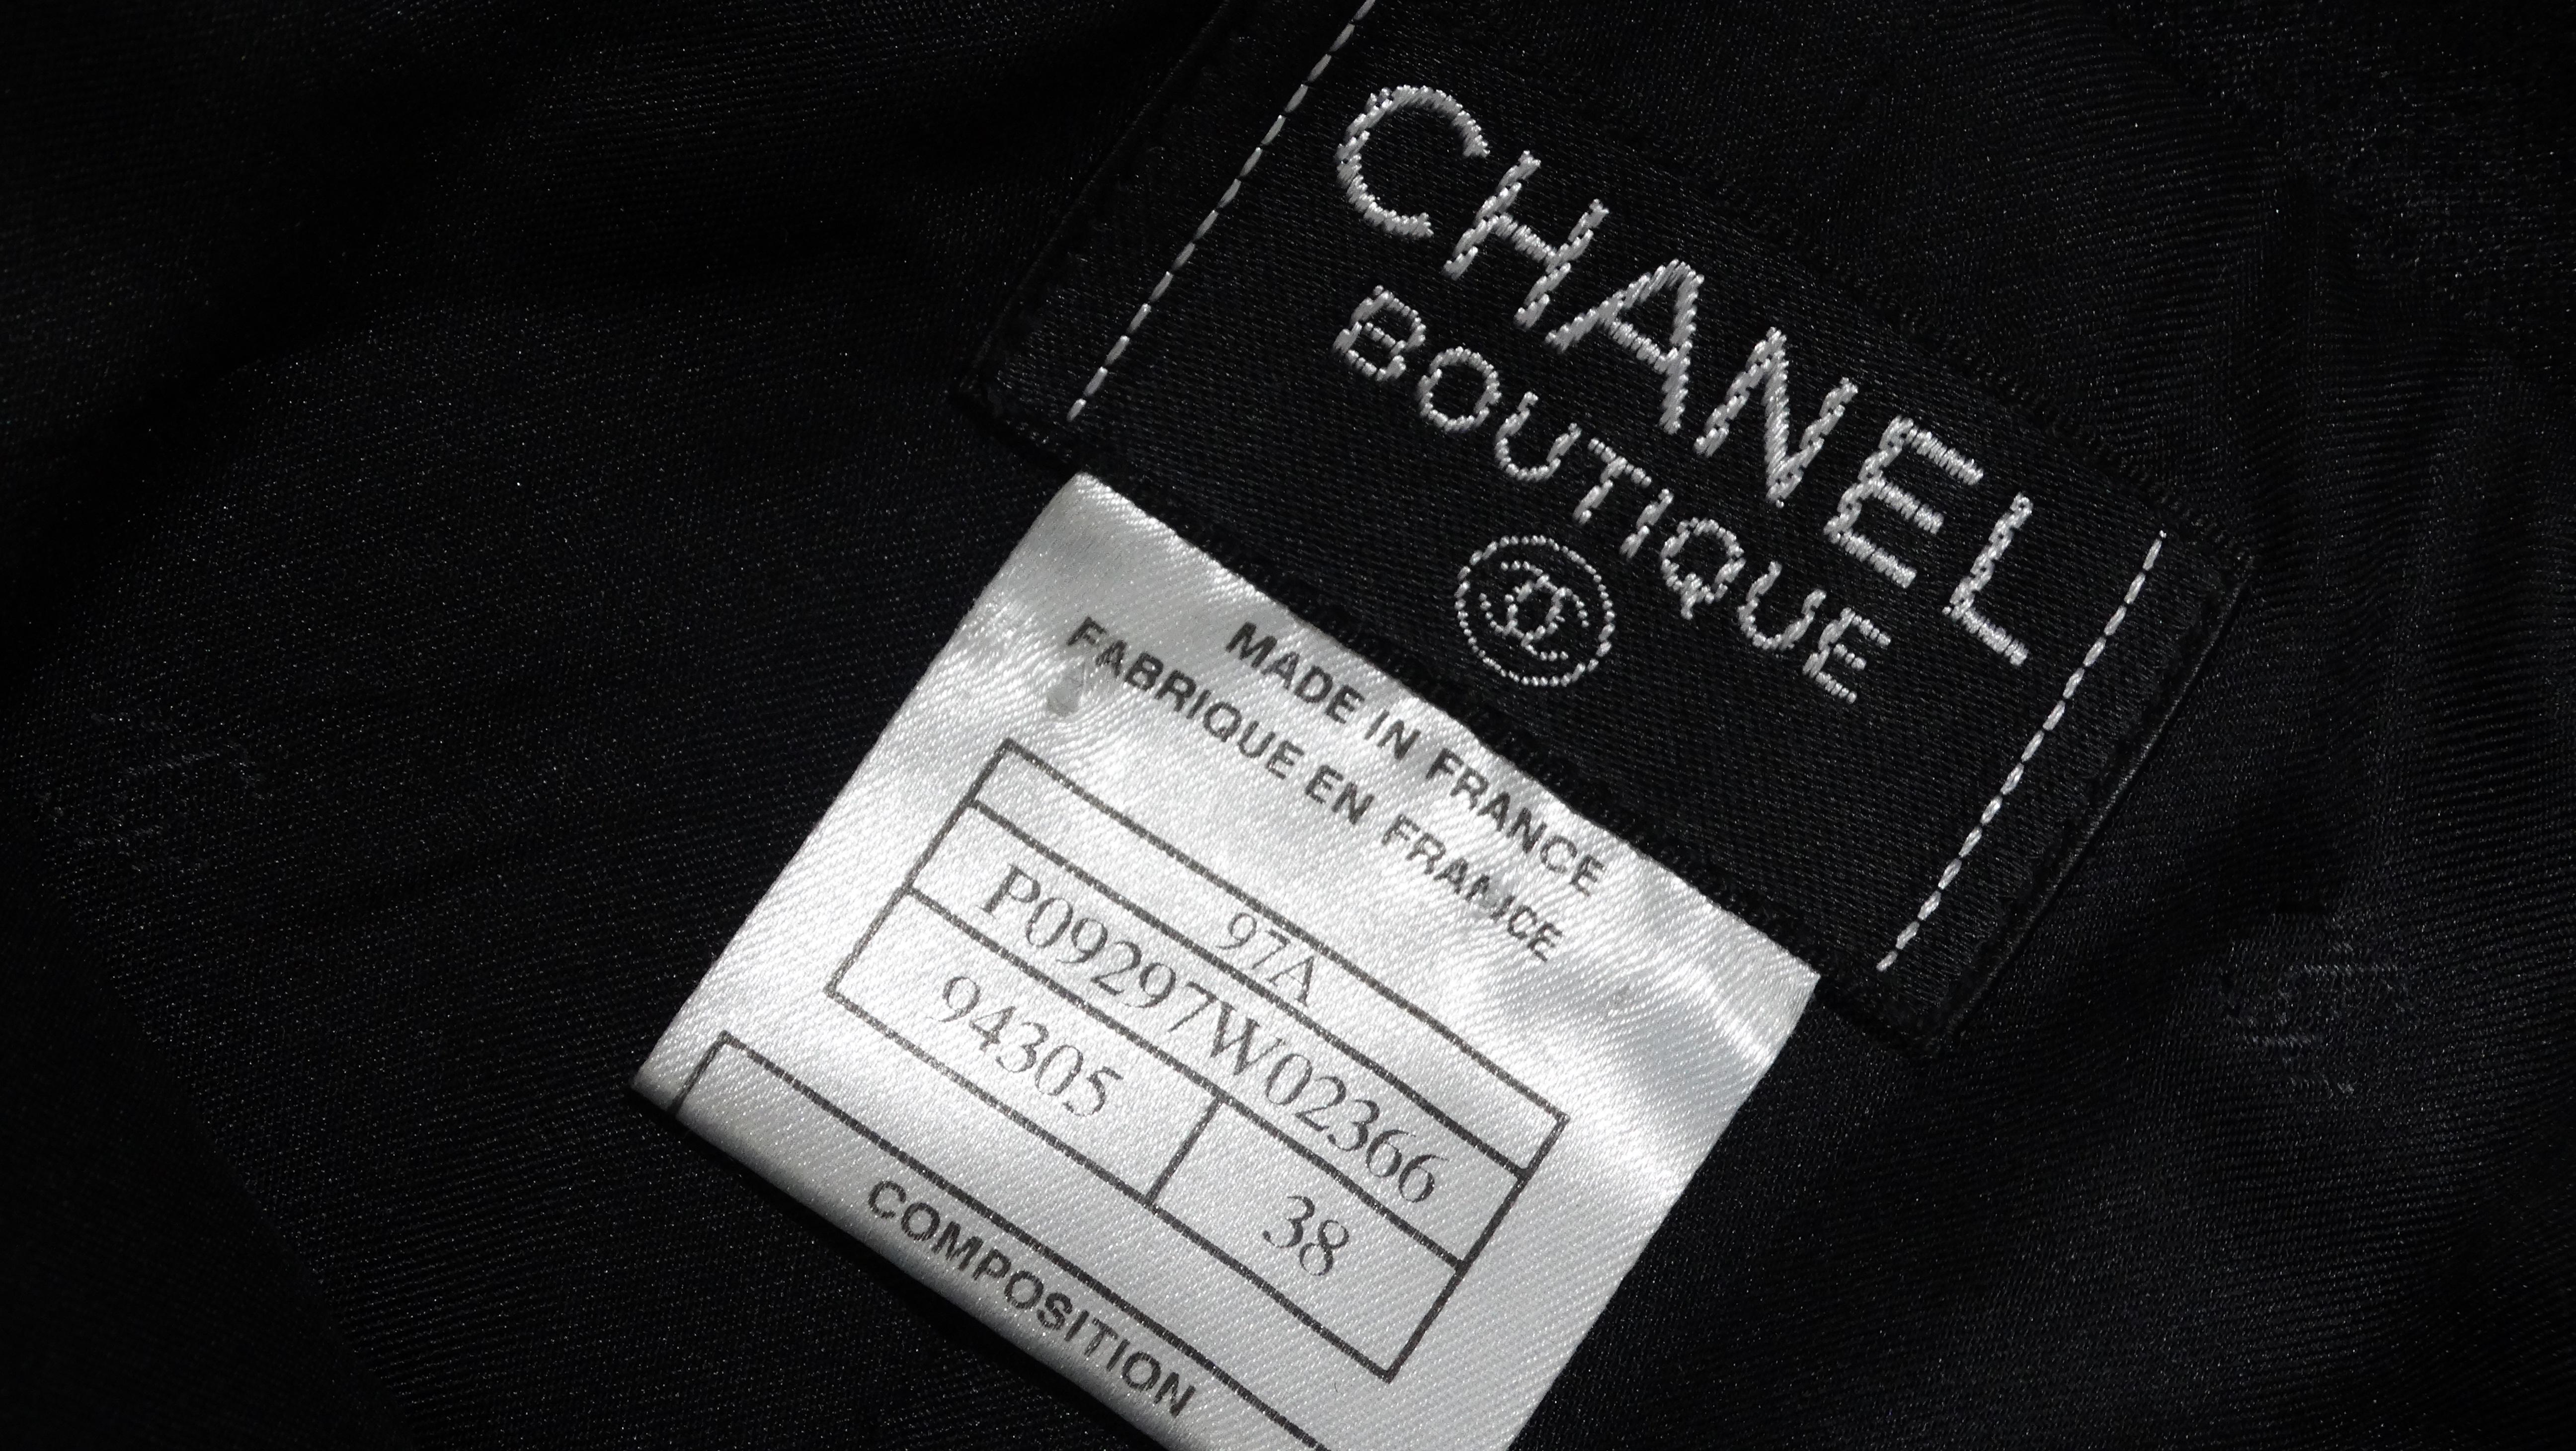 CHANEL
BOUTIQUE
MADE IN FRANCE
FABRIQUE EN FRANCE
97A
P09297W02366
94305 38
COMPOSITION